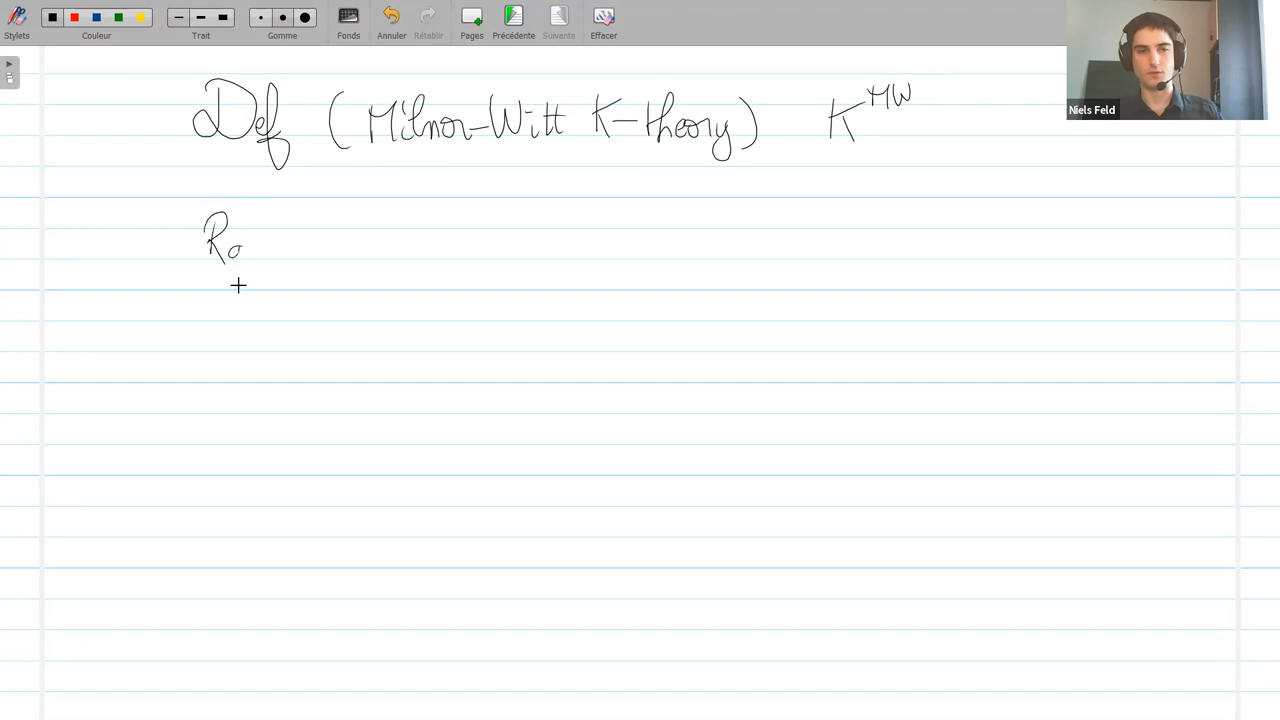 Stylets Couleur Trait Gomme Fonds Annuler Rétablir Pages Précédente Suivante Effacer
Niels Feld
Def (Milnor-Witt K-theory) K^MW
Ro